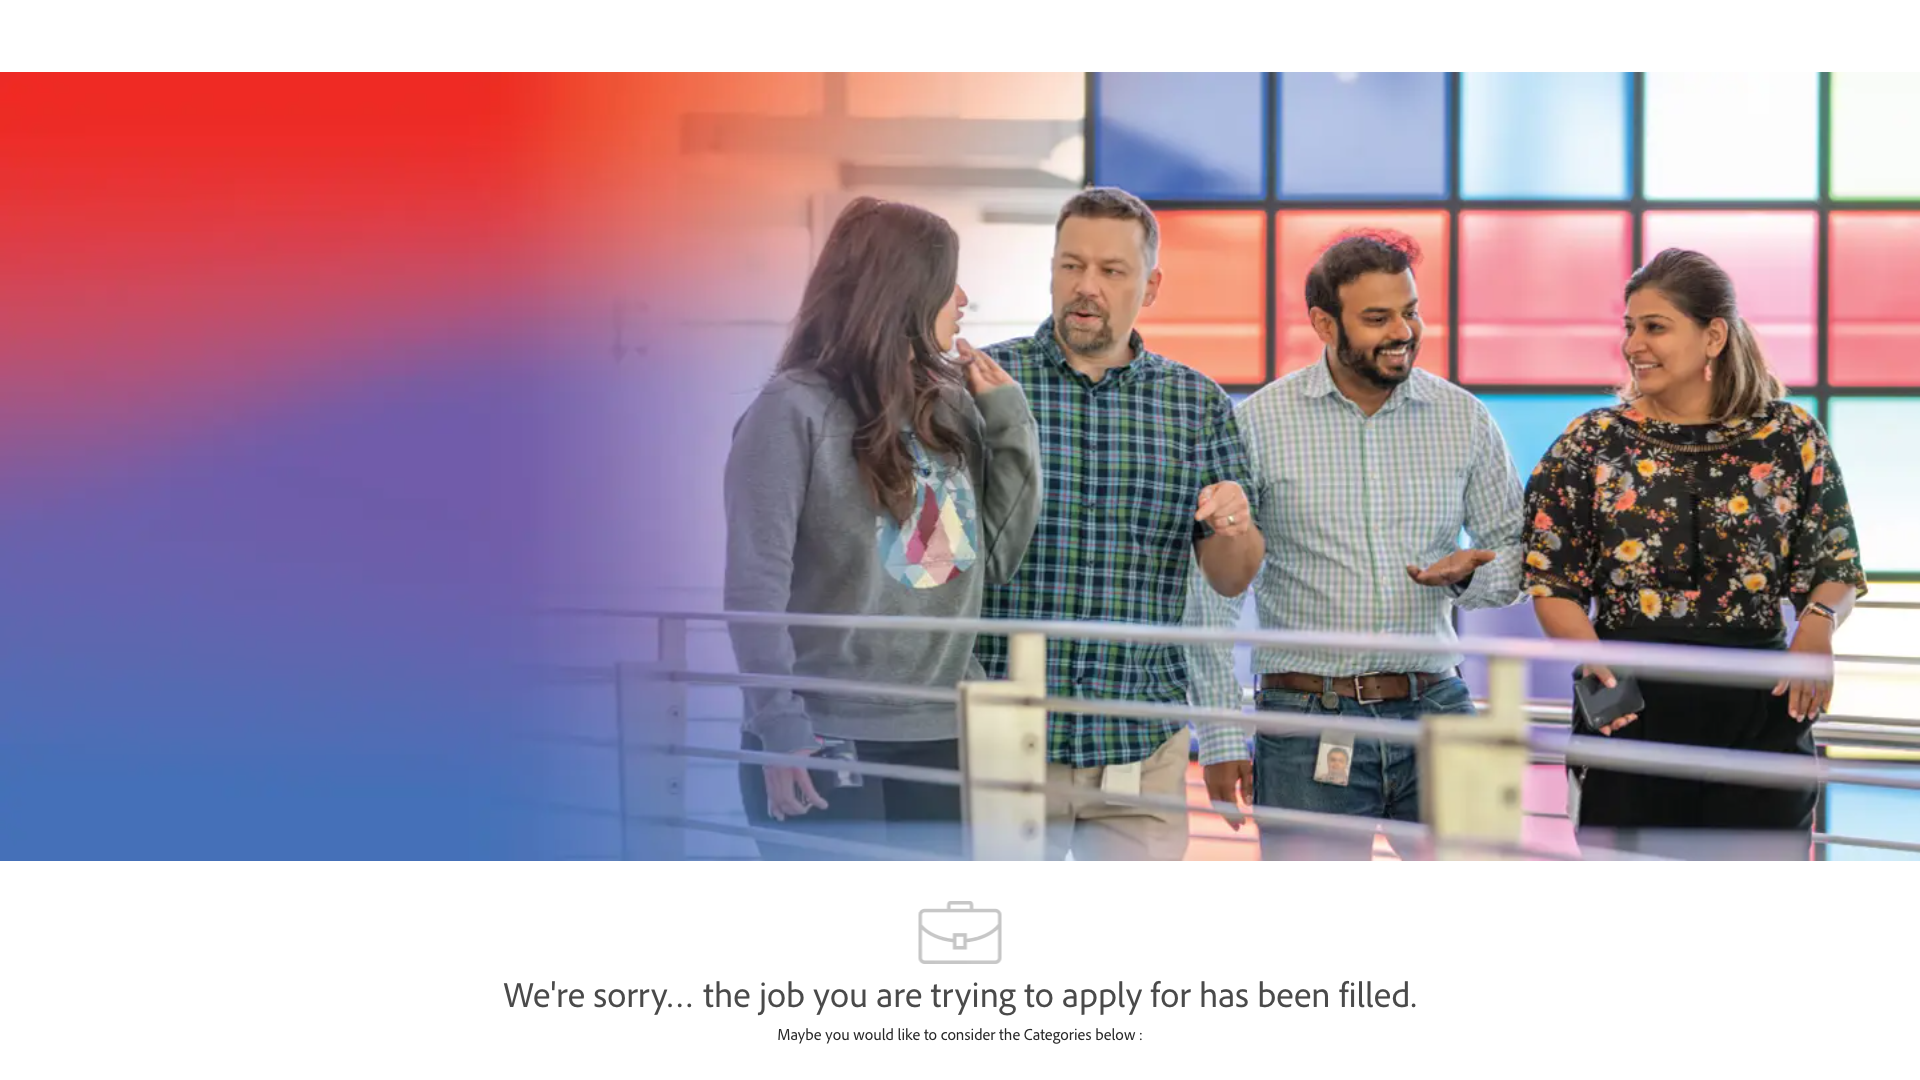 We're sorry… the job you are trying to apply for has been filled.
Maybe you would like to consider the Categories below :